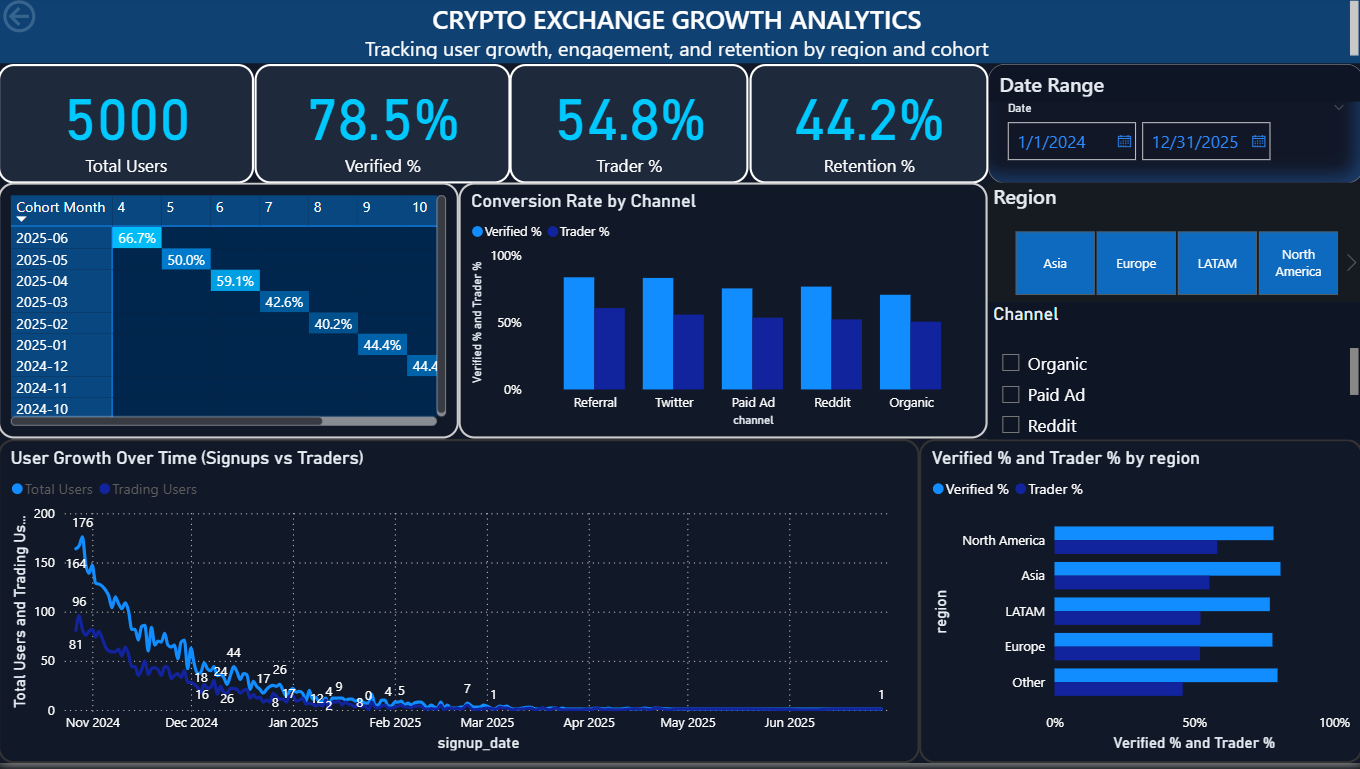 CRYPTO EXCHANGE GROWTH ANALYTICS
Tracking user growth, engagement, and retention by region and cohort
5000
Total Users
78.5%
Verified %
54.8%
Trader %
44.2%
Retention %
Date Range
Date
1/1/2024
12/31/2025
Cohort Month 4 5 6 7 8 9 10
2025-06 66.7%
2025-05 50.0%
2025-04 59.1%
2025-03 42.6%
2025-02 40.2%
2025-01 44.4%
2024-12 44.4
2024-11
2024-10
Conversion Rate by Channel
Verified % Trader %
Verified % and Trader %
100%
50%
0%
Referral Twitter Paid Ad Reddit Organic
channel
Region
Asia
Europe
LATAM
North
America
Channel
Organic
Paid Ad
Reddit
User Growth Over Time (Signups vs Traders)
Total Users Trading Users
Total Users and Trading Us...
200
150
100
50
0
176
164
96
81
18
16
24
44
26
17
26
8
17
12
4
2
9
8
0
4
5
7
1
1
Nov 2024 Dec 2024 Jan 2025 Feb 2025 Mar 2025 Apr 2025 May 2025 Jun 2025
signup_date
Verified % and Trader % by region
Verified % Trader %
region
North America
Asia
LATAM
Europe
Other
0% 50% 100%
Verified % and Trader %